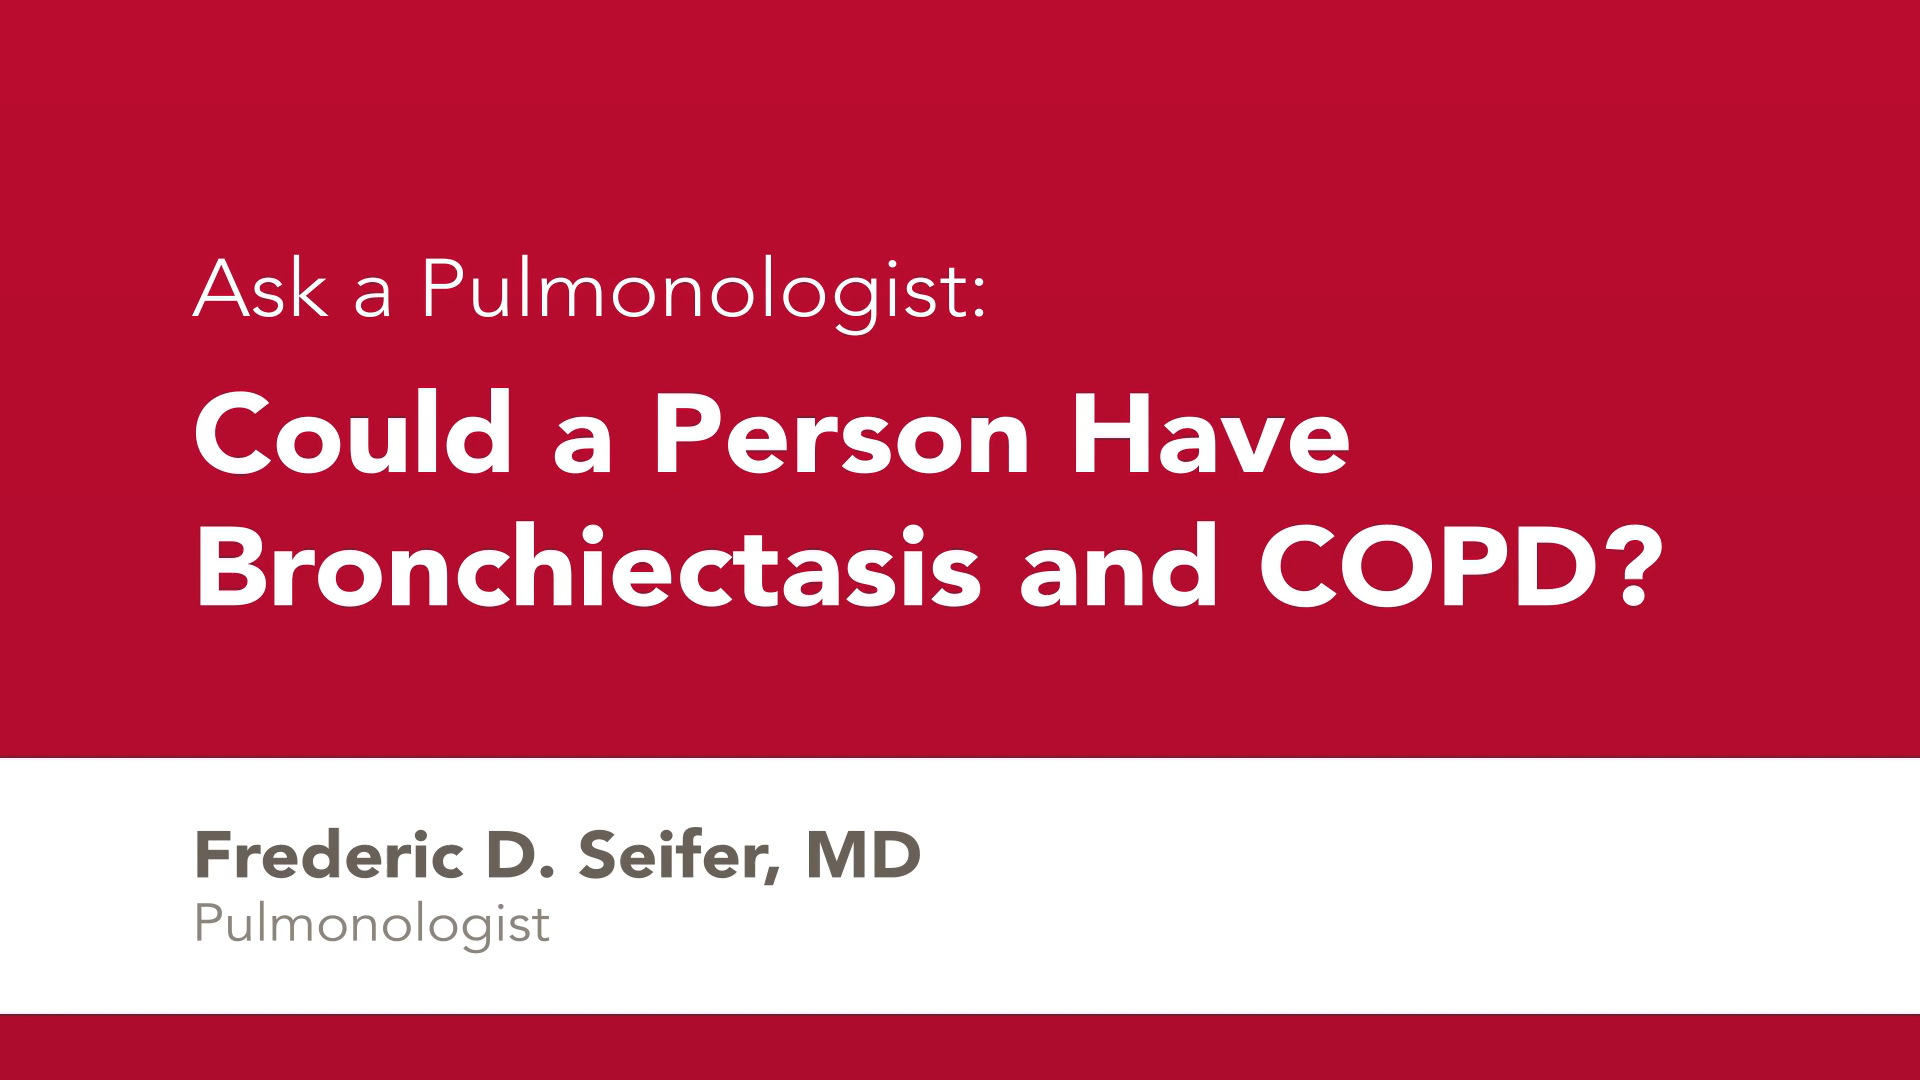 Ask a Pulmonologist:
Could a Person Have
Bronchiectasis and COPD?
Frederic D. Seifer, MD
Pulmonologist